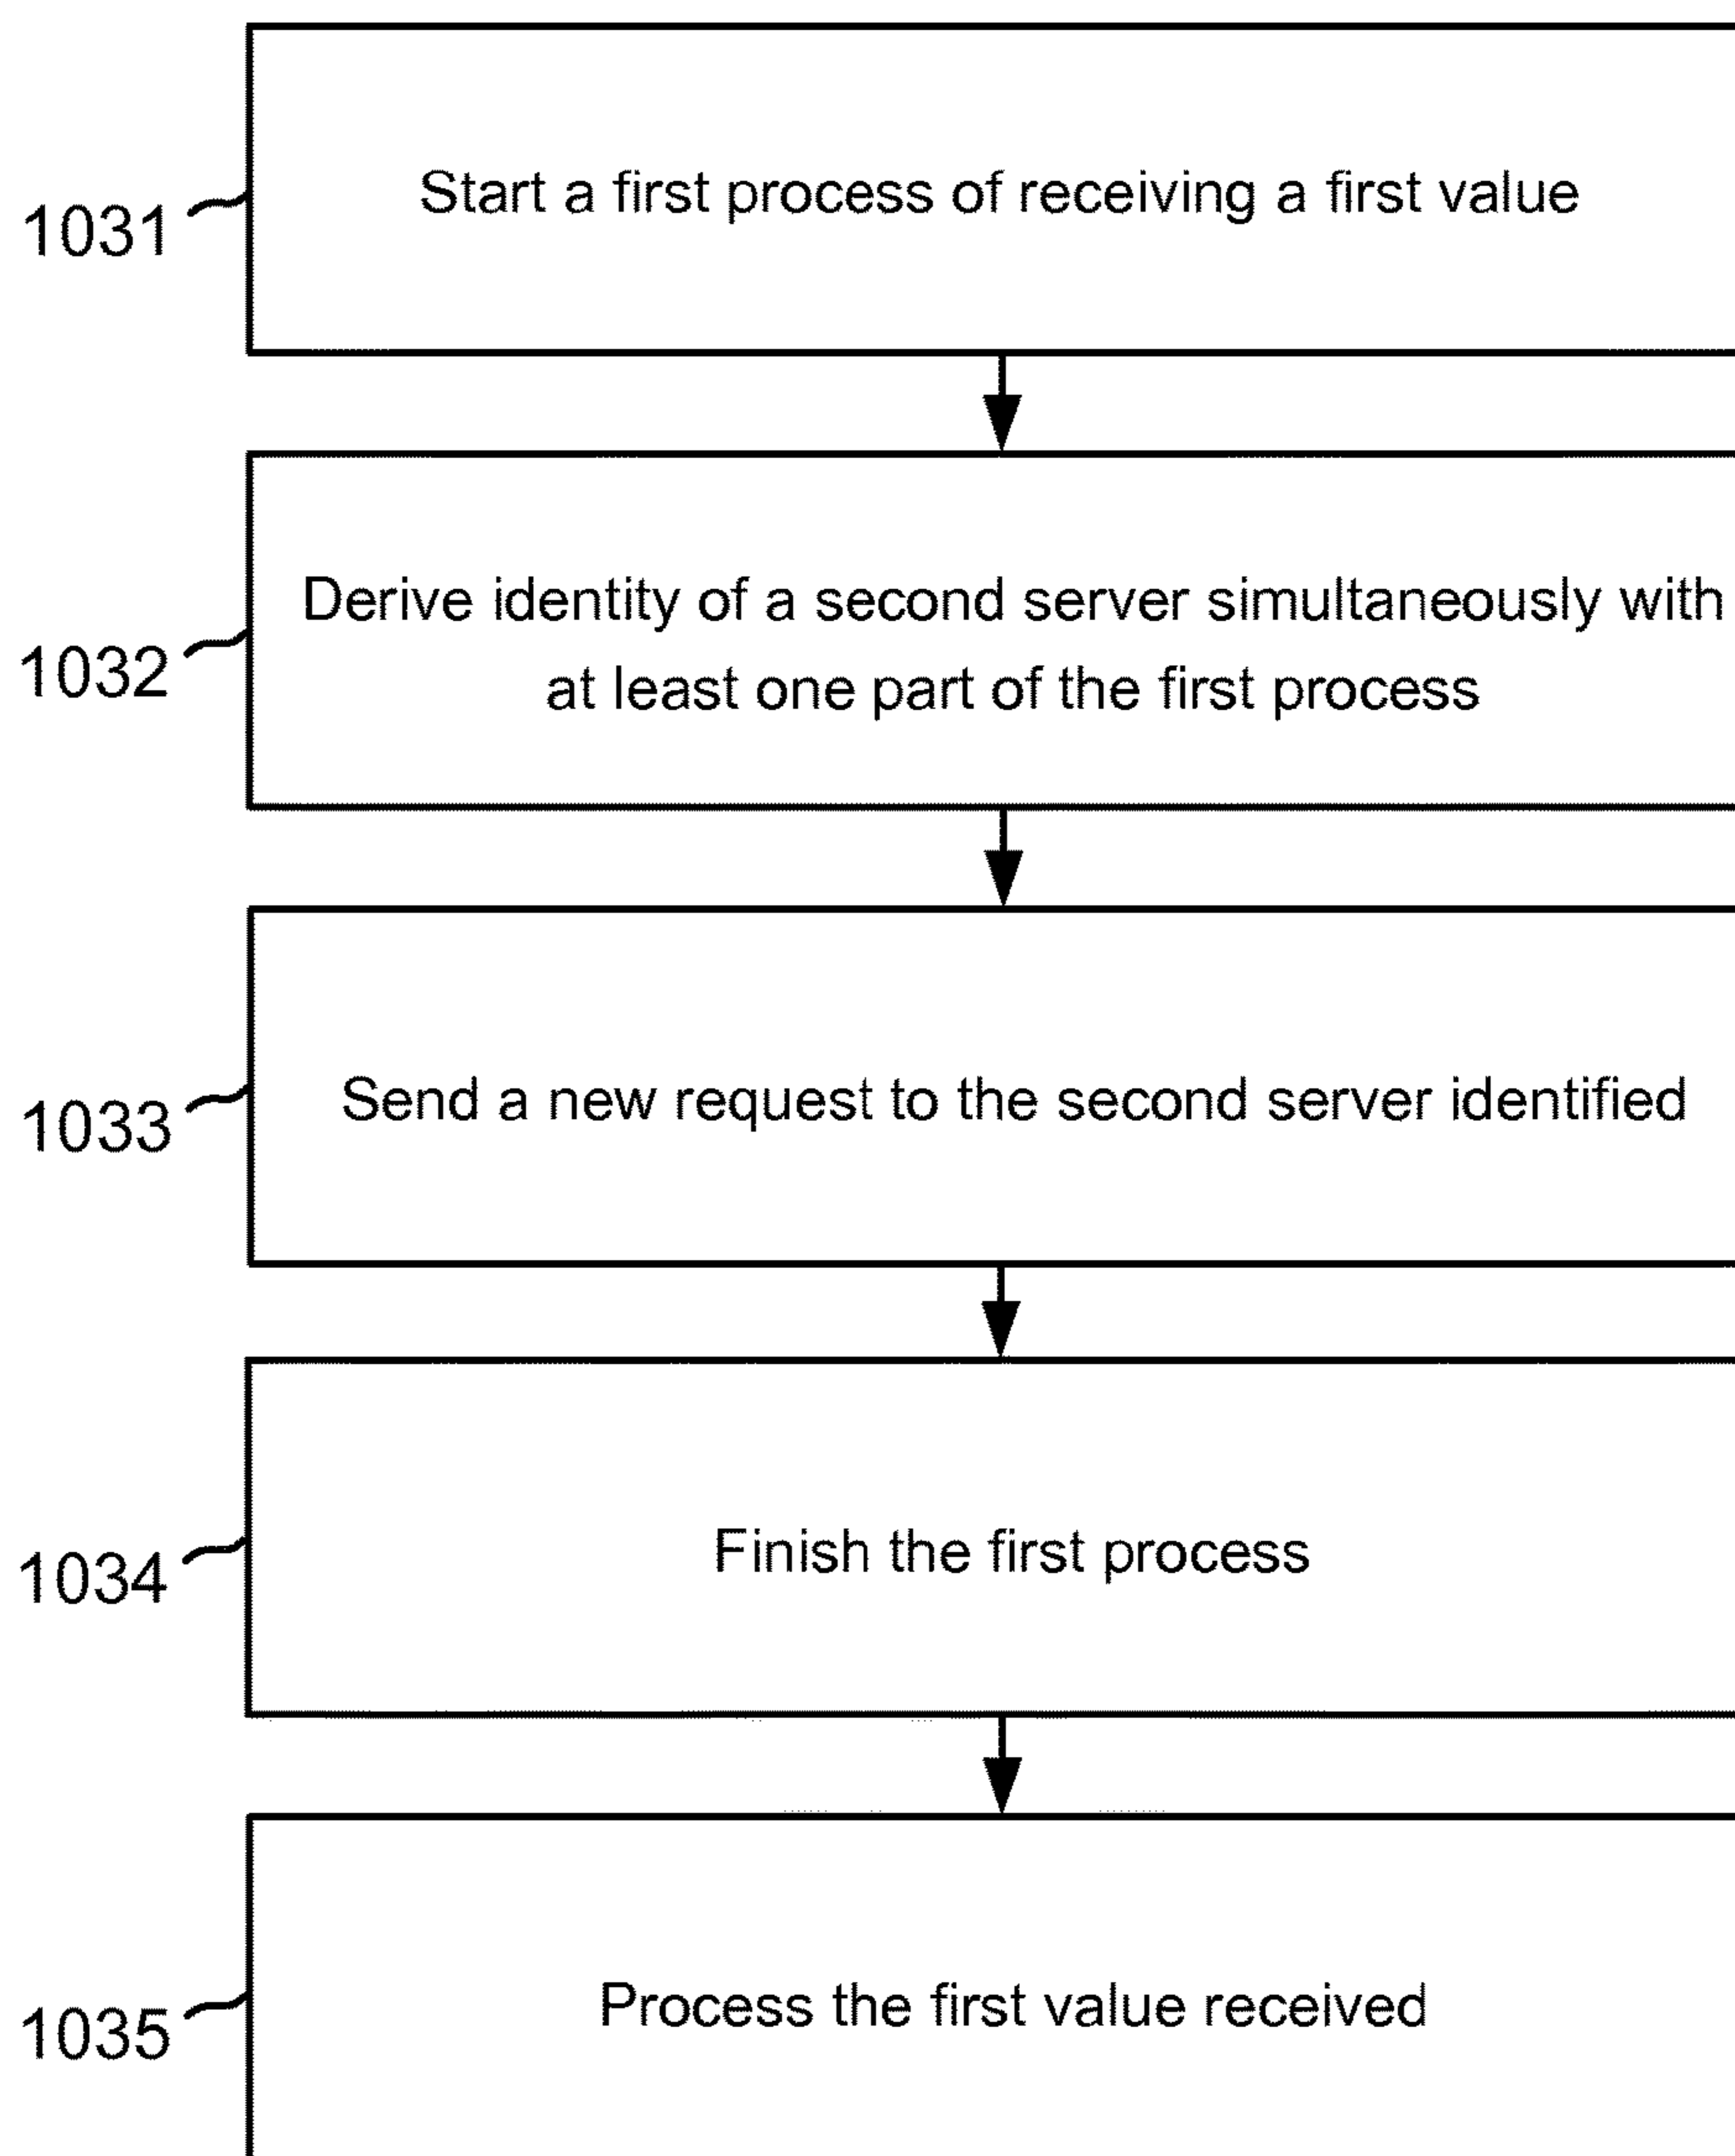 1031
Start a first process of receiving a first value
1032
Derive identity of a second server simultaneously with
at least one part of the first process
1033
Send a new request to the second server identified
1034
Finish the first process
1035
Process the first value received